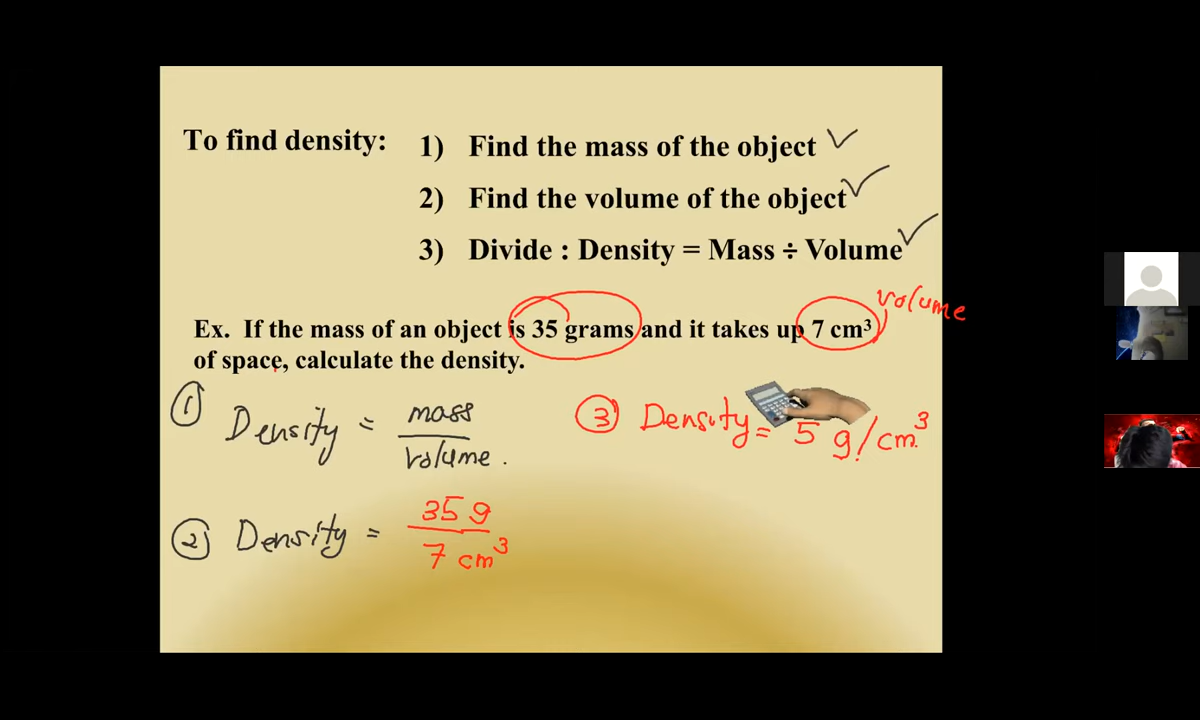 To find density: 1) Find the mass of the object
2) Find the volume of the object
3) Divide : Density = Mass ÷ Volume
volume
Ex. If the mass of an object is 35 grams and it takes up 7 cm³
of space, calculate the density.
① Density = mass / volume.
③ Density = 5 g/cm³
② Density = 35 g / 7 cm³